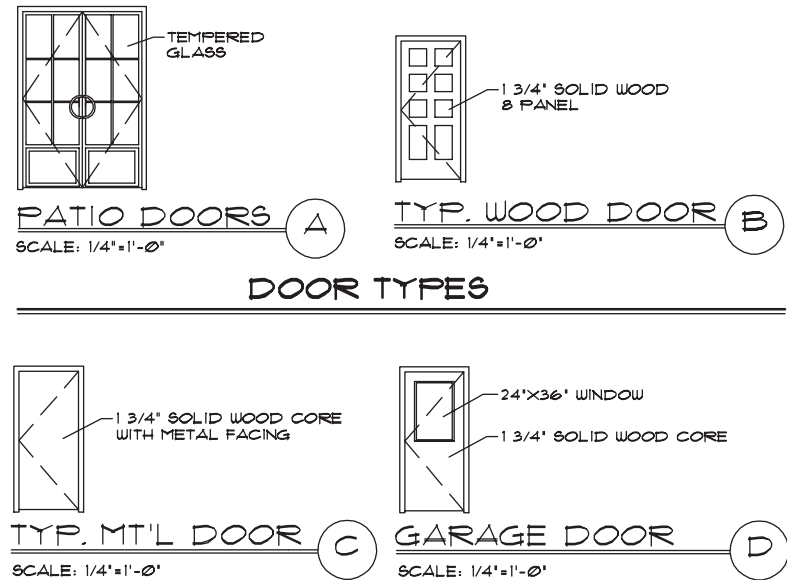 TEMPERED
GLASS
PATIO DOORS
A
SCALE: 1/4"=1'-0"
1 3/4" SOLID WOOD
8 PANEL
TYP. WOOD DOOR
B
SCALE: 1/4"=1'-0"
DOOR TYPES
1 3/4" SOLID WOOD CORE
WITH METAL FACING
TYP. MT'L DOOR
C
SCALE: 1/4"=1'-0"
24"X36" WINDOW
1 3/4" SOLID WOOD CORE
GARAGE DOOR
D
SCALE: 1/4"=1'-0"